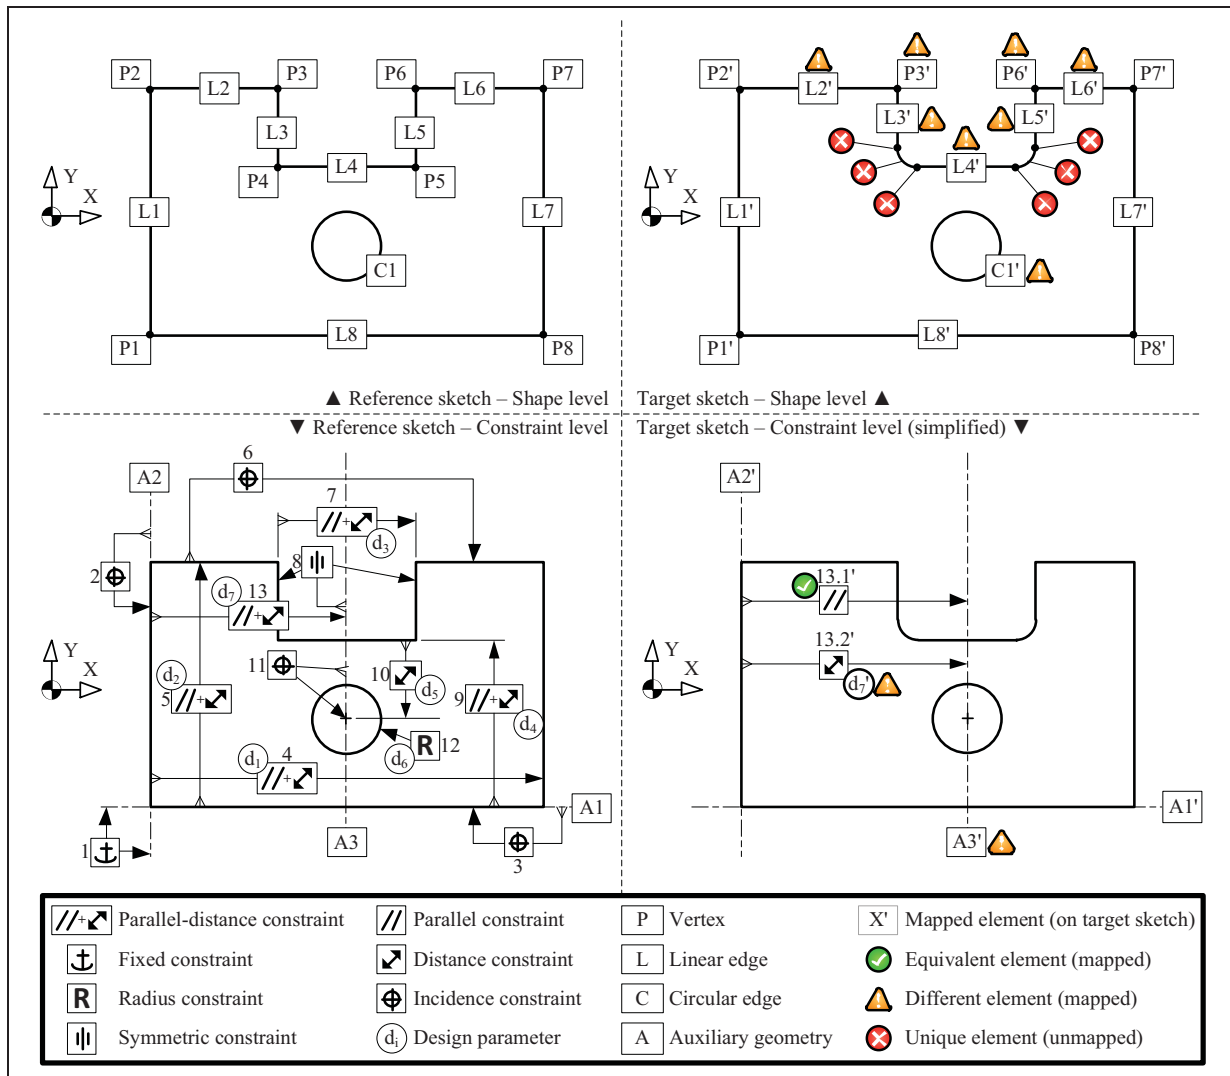 P2 L2 P3 P6 L6 P7
L3 L5
P4 L4 P5
Y
X
L1 L7
C1
P1 L8 P8
▲ Reference sketch – Shape level
P2' L2' P3' P6' L6' P7'
L3' L5'
L4'
Y
X
L1' L7'
C1'
P1' L8' P8'
Target sketch – Shape level ▲
▼ Reference sketch – Constraint level
6
A2
7
d3
8
2
d7 13
Y
X
11
10
d2
5
d5
9
d4
R 12
d6
d1 4
A1
1
A3
3
Target sketch – Constraint level (simplified) ▼
A2'
13.1'
13.2'
d7'
Y
X
A1'
A3'
Parallel-distance constraint
Fixed constraint
R Radius constraint
Symmetric constraint
Parallel constraint
Distance constraint
Incidence constraint
di Design parameter
P Vertex
L Linear edge
C Circular edge
A Auxiliary geometry
X' Mapped element (on target sketch)
Equivalent element (mapped)
Different element (mapped)
Unique element (unmapped)